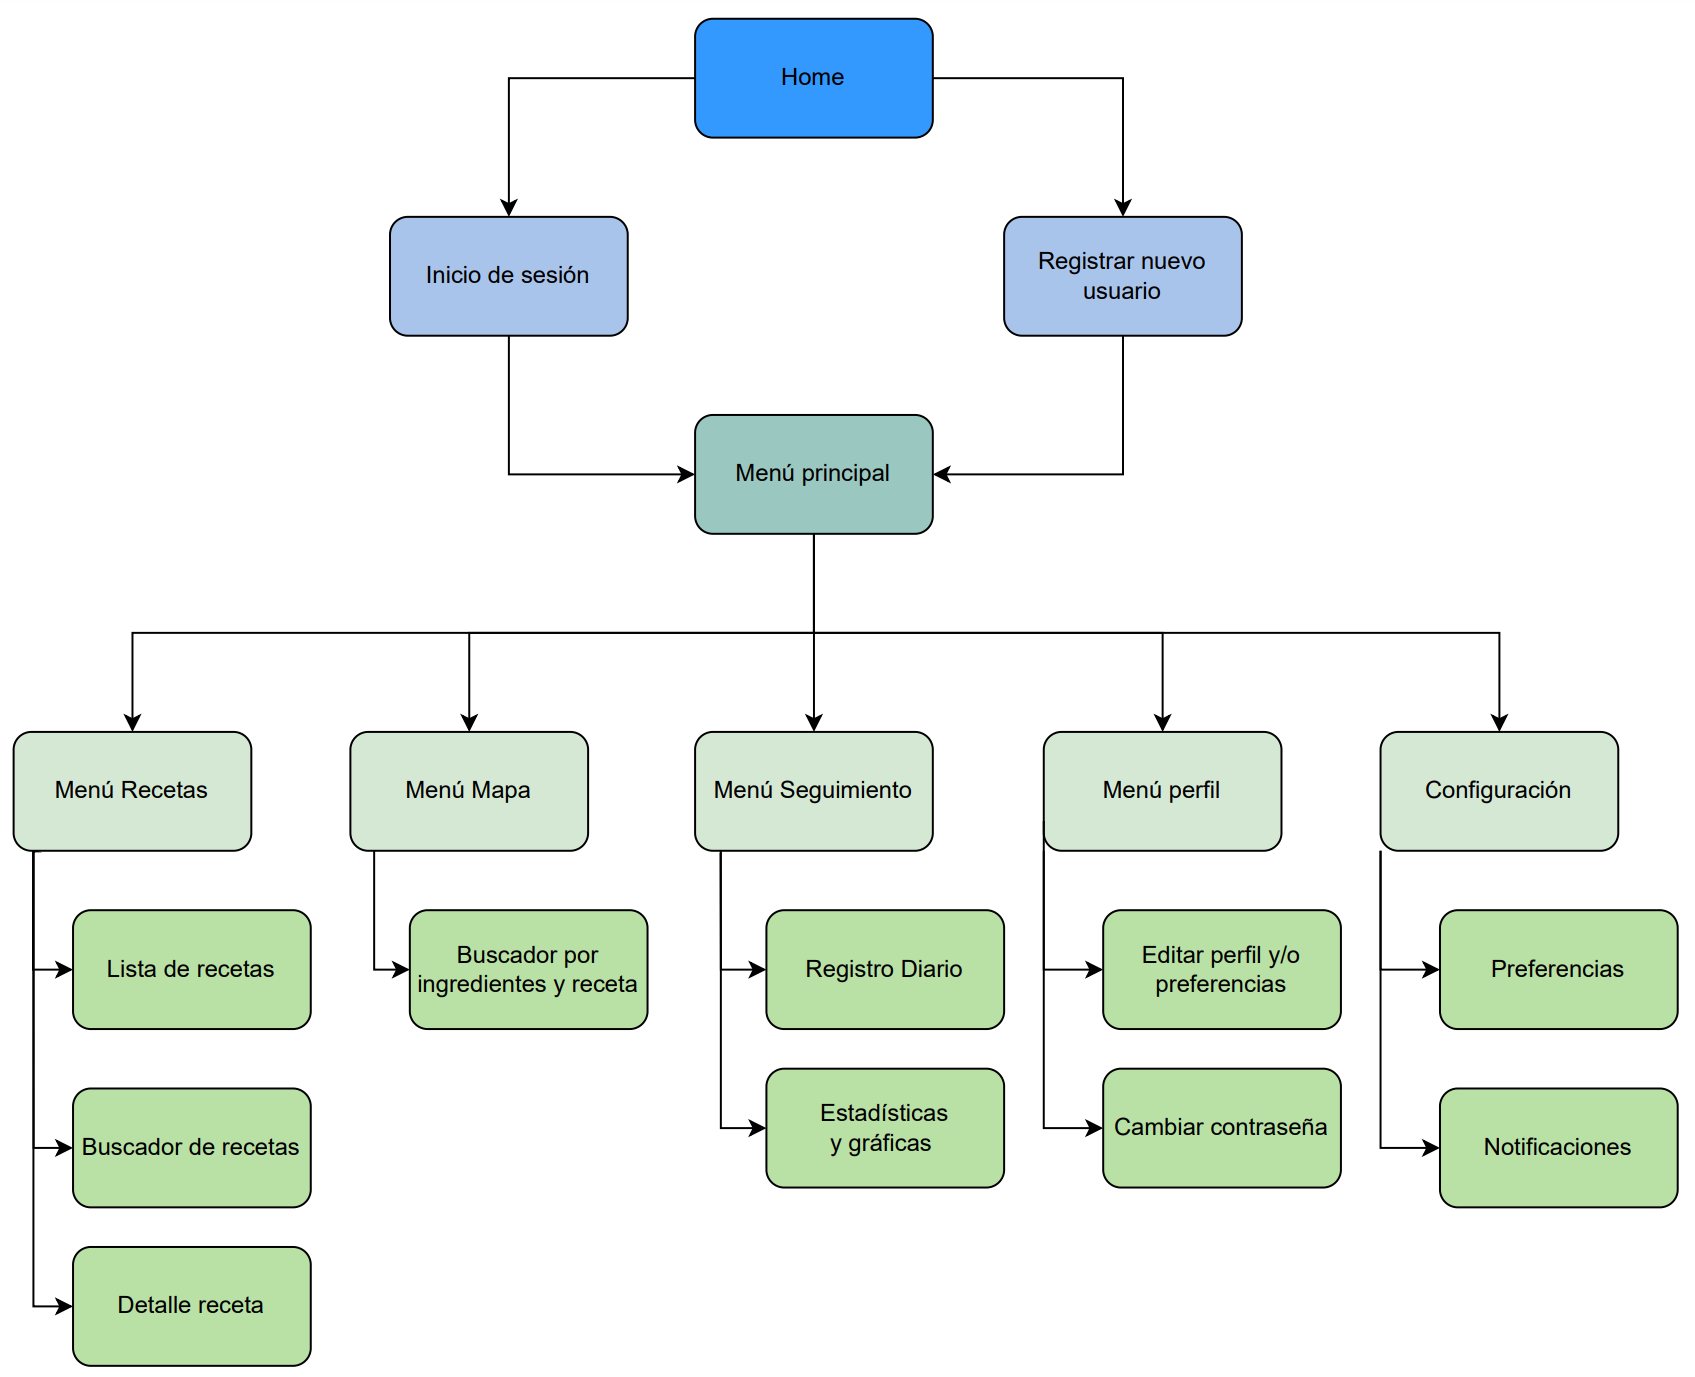 Home
Inicio de sesión
Registrar nuevo
usuario
Menú principal
Menú Recetas
Menú Mapa
Menú Seguimiento
Menú perfil
Configuración
Lista de recetas
Buscador por
ingredientes y receta
Registro Diario
Editar perfil y/o
preferencias
Preferencias
Buscador de recetas
Estadísticas
y gráficas
Cambiar contraseña
Notificaciones
Detalle receta